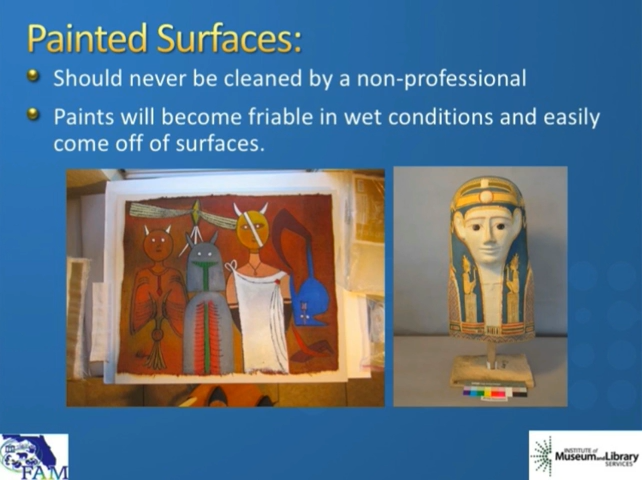 Painted Surfaces:
Should never be cleaned by a non-professional
Paints will become friable in wet conditions and easily
come off of surfaces.
FAM
INSTITUTE of
Museum and Library
SERVICES